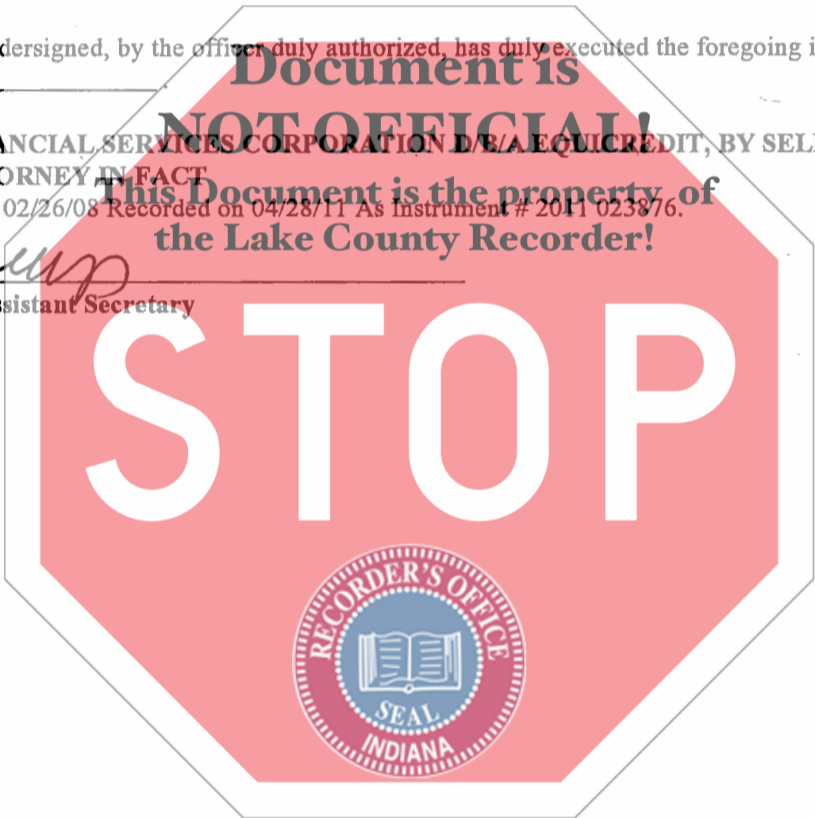 dersigned, by the officer duly authorized, has duly executed the foregoing i
Document is
NOT OFFICIAL!
NCIAL SERVICES CORPORATION D/B/A EQUICREDIT, BY SEL
ORNEY IN FACT
This Document is the property of
02/26/08 Recorded on 04/28/11 As Instrument # 2011 023876.
the Lake County Recorder!
sistant Secretary
STOP
RECORDER'S OFFICE
SEAL
INDIANA